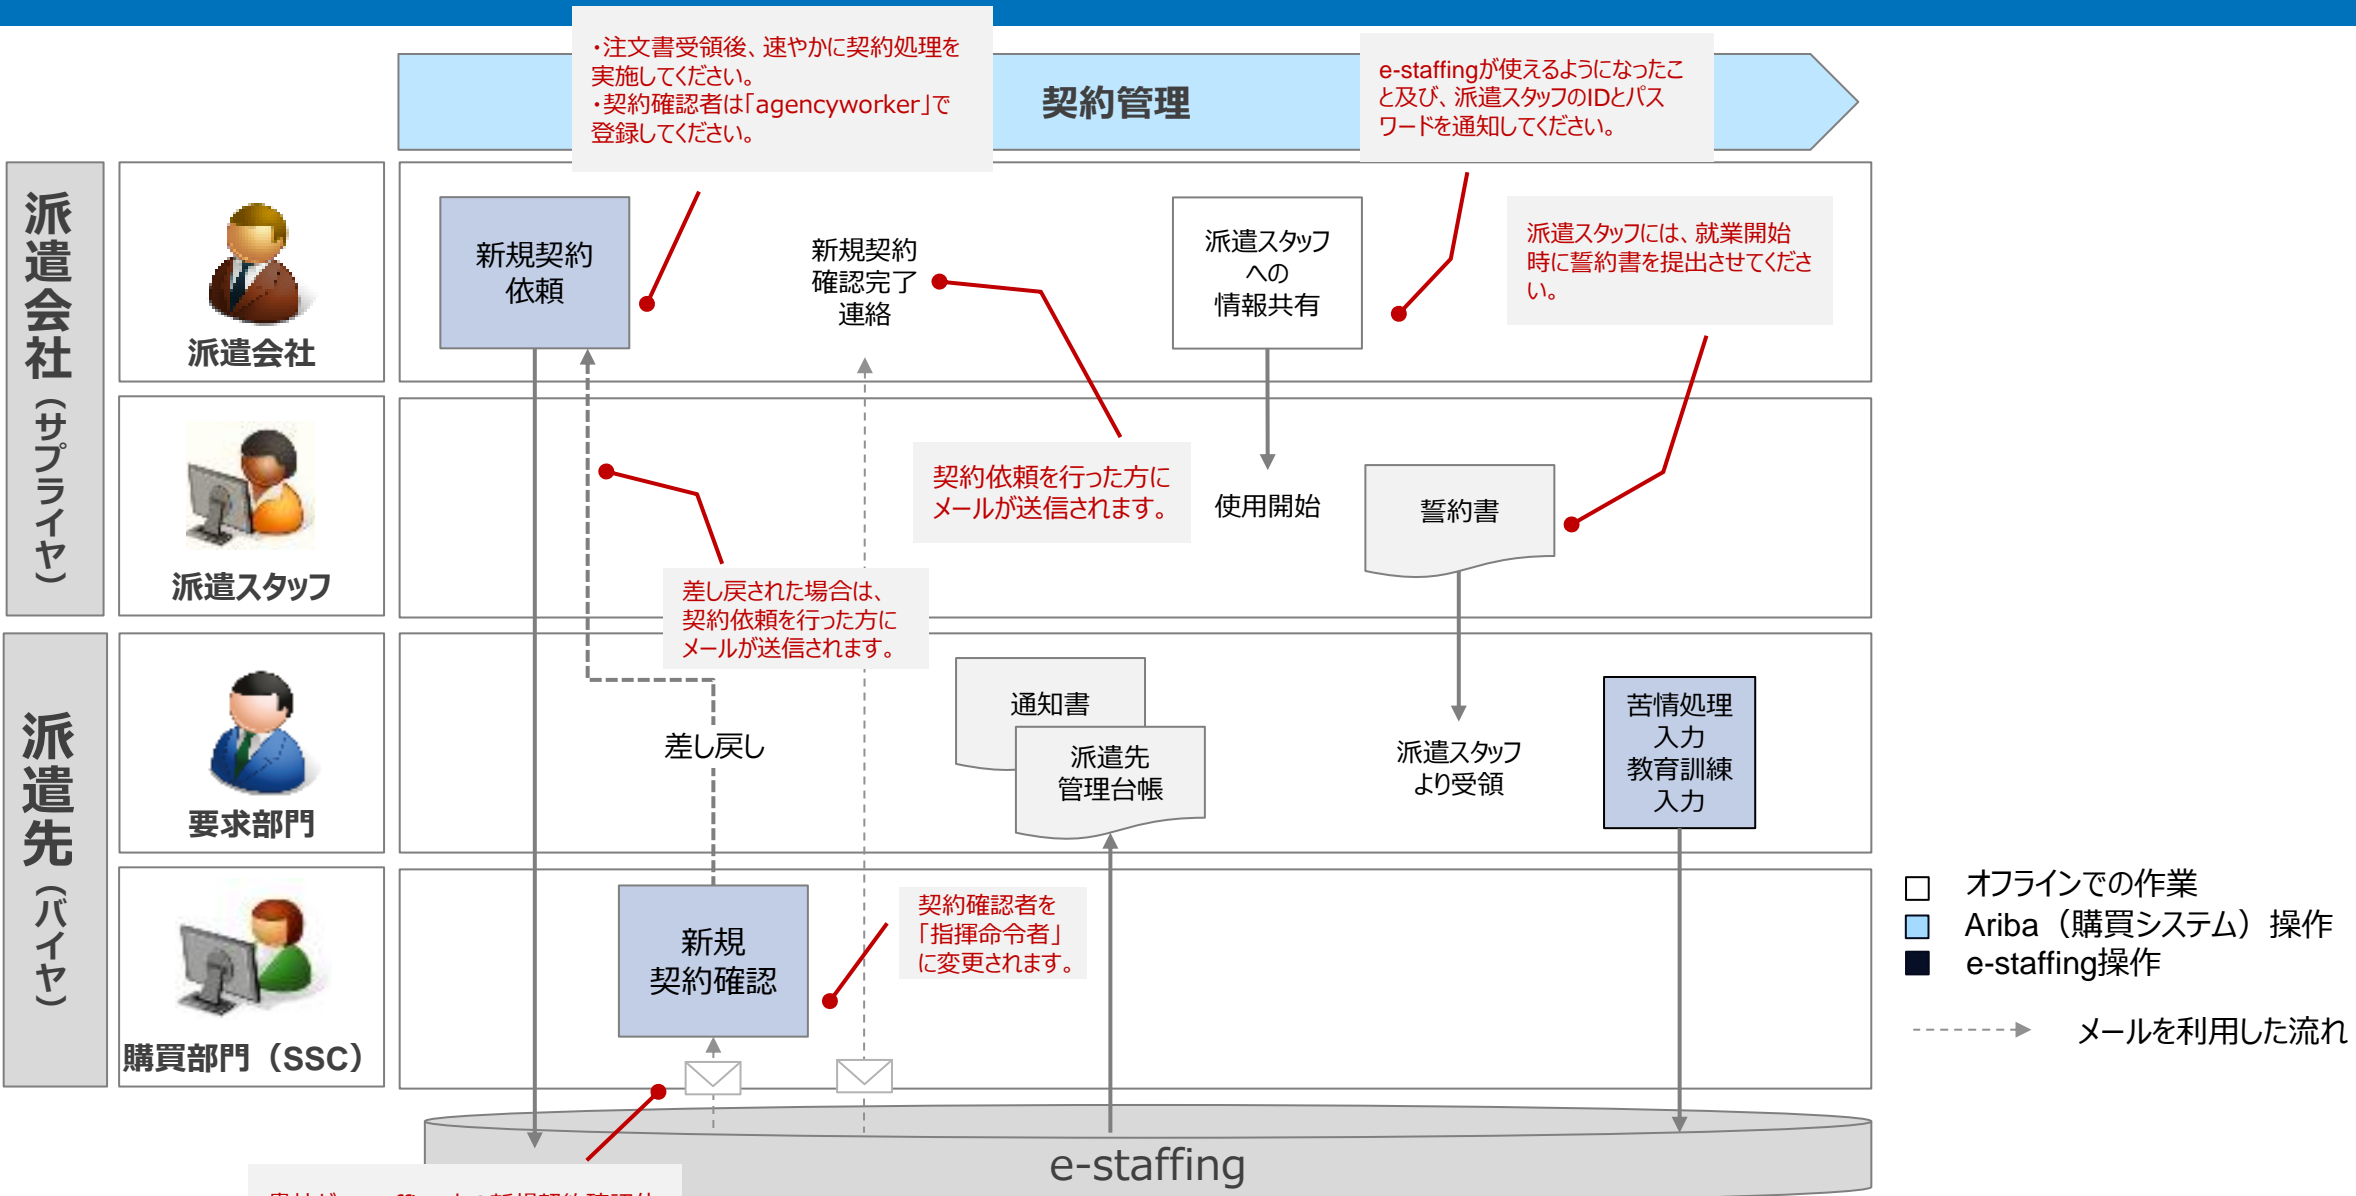 ・注文書受領後、速やかに契約処理を
実施してください。
・契約確認者は「agencyworker」で
登録してください。
契約管理
e-staffingが使えるようになったこ
と及び、派遣スタッフのIDとパス
ワードを通知してください。
派遣会社（サプライヤ）
派遣会社
新規契約
依頼
新規契約
確認完了
連絡
派遣スタッフ
への
情報共有
派遣スタッフには、就業開始
時に誓約書を提出させてくださ
い。
派遣スタッフ
契約依頼を行った方に
メールが送信されます。
使用開始
誓約書
差し戻された場合は、
契約依頼を行った方に
メールが送信されます。
派遣先（バイヤ）
要求部門
差し戻し
通知書
派遣先
管理台帳
派遣スタッフ
より受領
苦情処理
入力
教育訓練
入力
購買部門（SSC）
新規
契約確認
契約確認者を
「指揮命令者」
に変更されます。
オフラインでの作業
Ariba（購買システム）操作
e-staffing操作
メールを利用した流れ
e-staffing